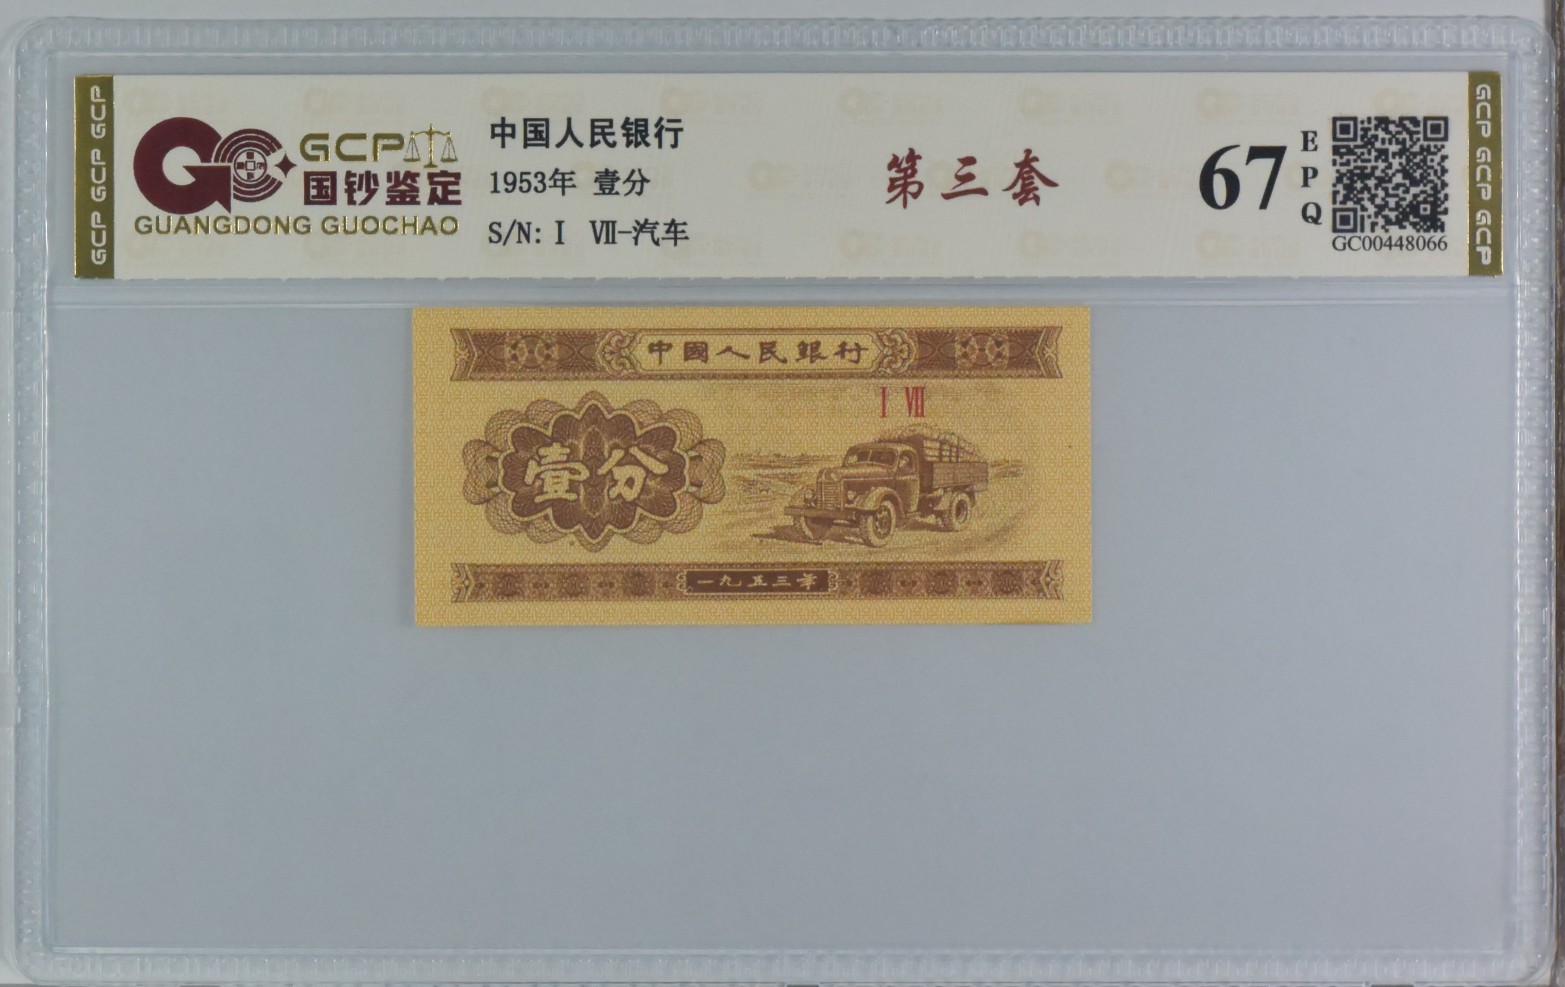 GCP GCP GCP
GCP
国钞鉴定
GUANGDONG GUOCHAO
中国人民银行
1953年 壹分
S/N: I VII-汽车
第三套
67
E
P
Q
GC00448066
GCP GCP GCP
中國人民銀行
I VII
壹分
一九五三年